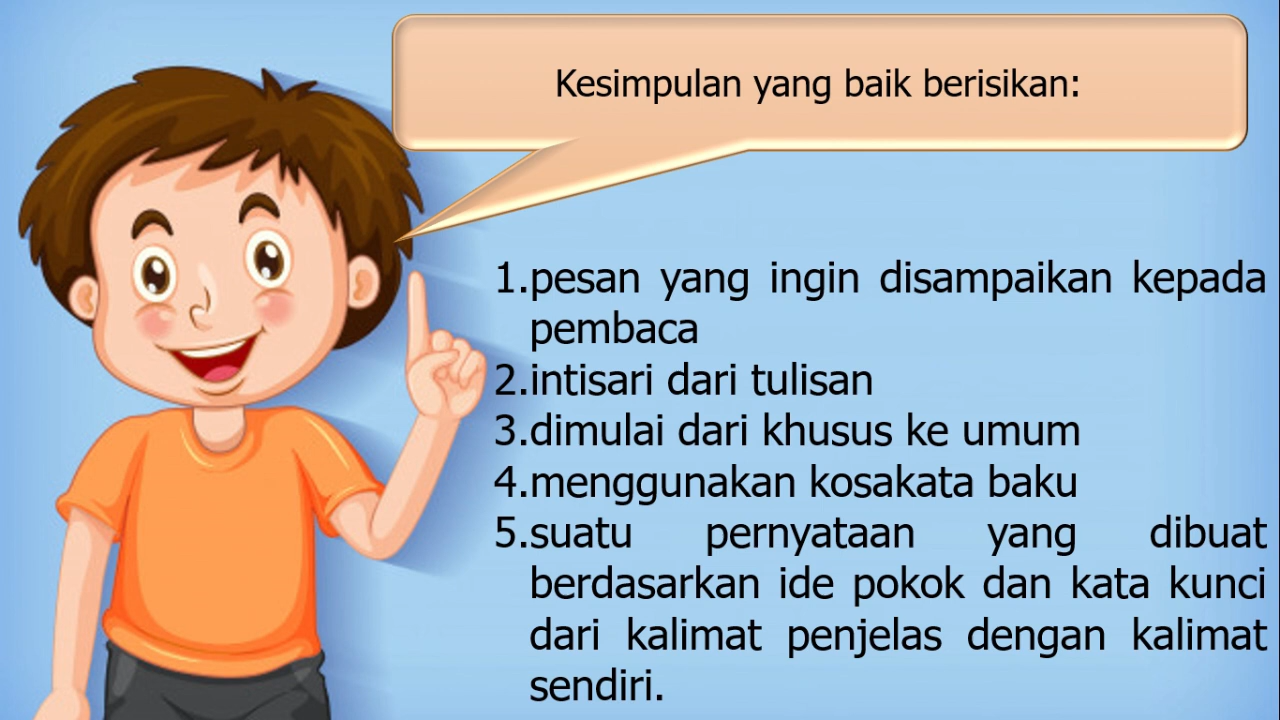 Kesimpulan yang baik berisikan:
1.pesan yang ingin disampaikan kepada
pembaca
2.intisari dari tulisan
3.dimulai dari khusus ke umum
4.menggunakan kosakata baku
5.suatu pernyataan yang dibuat
berdasarkan ide pokok dan kata kunci
dari kalimat penjelas dengan kalimat
sendiri.